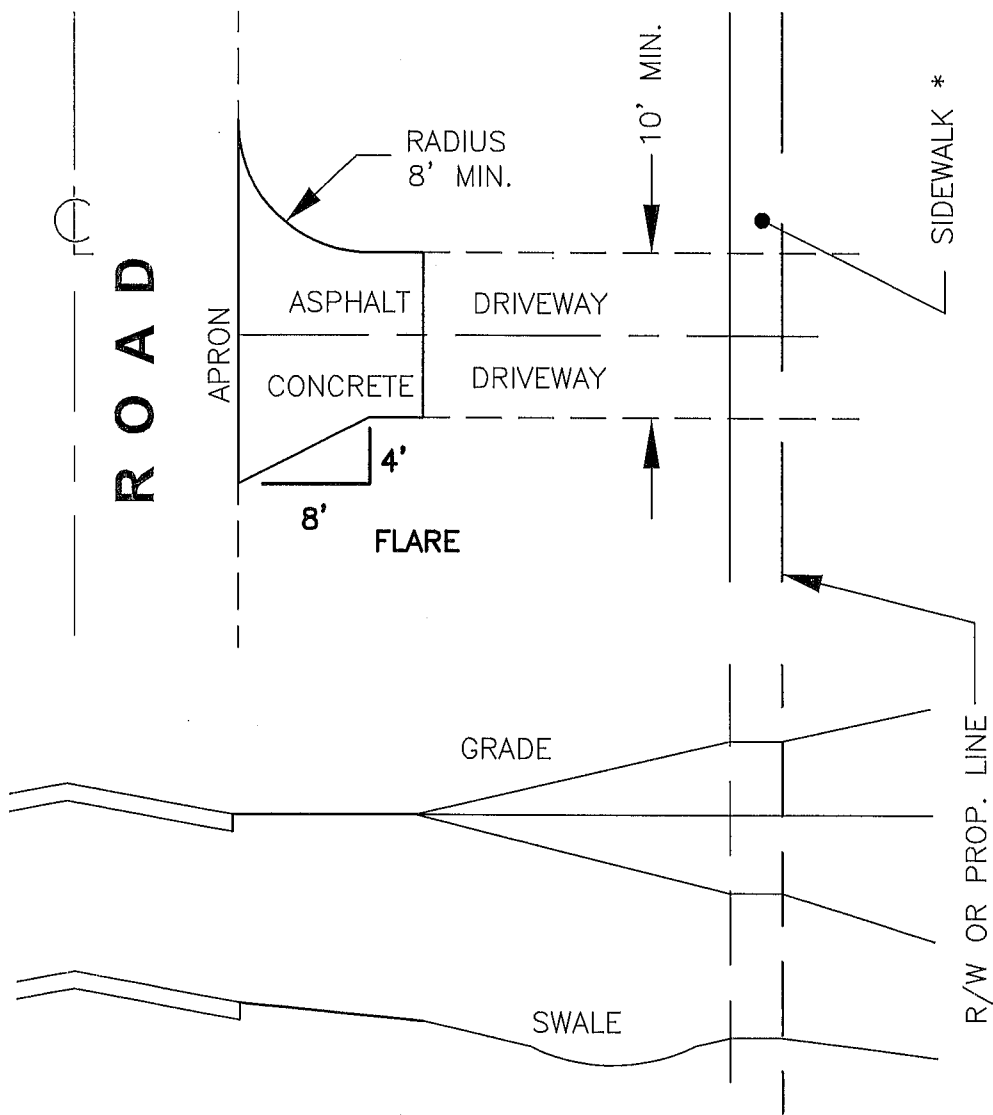 RADIUS
8' MIN.
10' MIN.
SIDEWALK *
℄
ROAD
APRON
ASPHALT
DRIVEWAY
CONCRETE
DRIVEWAY
4'
8'
FLARE
GRADE
R/W OR PROP. LINE
SWALE